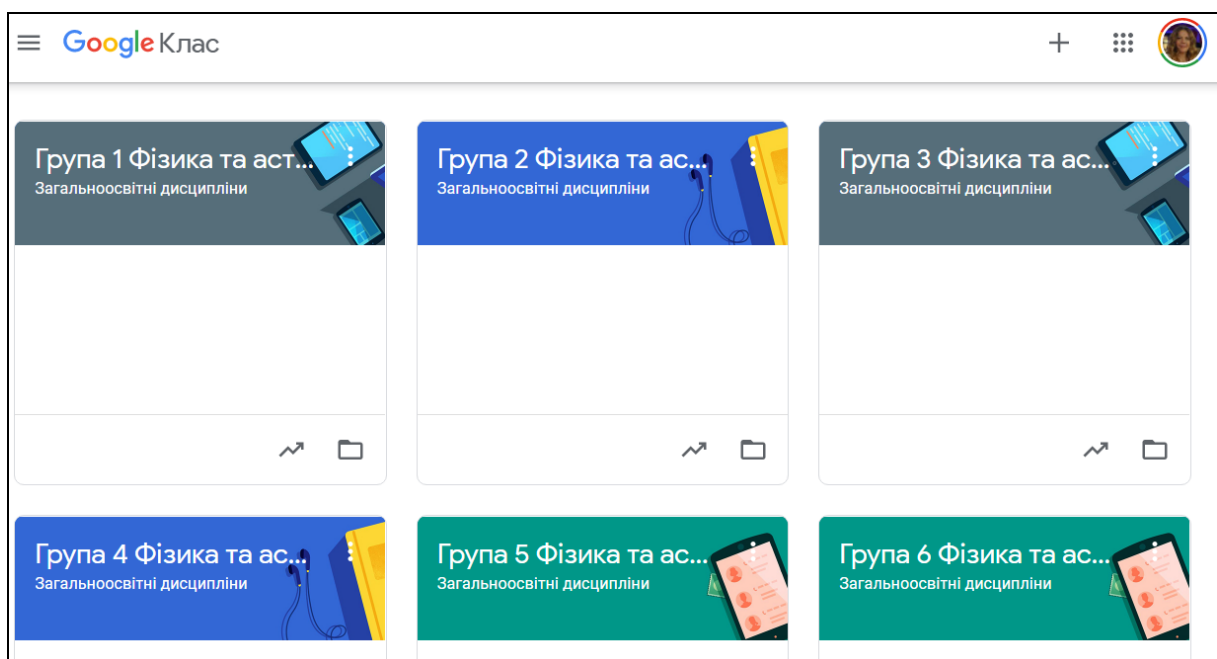 Google Клас
Група 1 Фізика та аст...
Загальноосвітні дисципліни
Група 2 Фізика та ас...
Загальноосвітні дисципліни
Група 3 Фізика та ас...
Загальноосвітні дисципліни
Група 4 Фізика та ас...
Загальноосвітні дисципліни
Група 5 Фізика та ас...
Загальноосвітні дисципліни
Група 6 Фізика та ас...
Загальноосвітні дисципліни